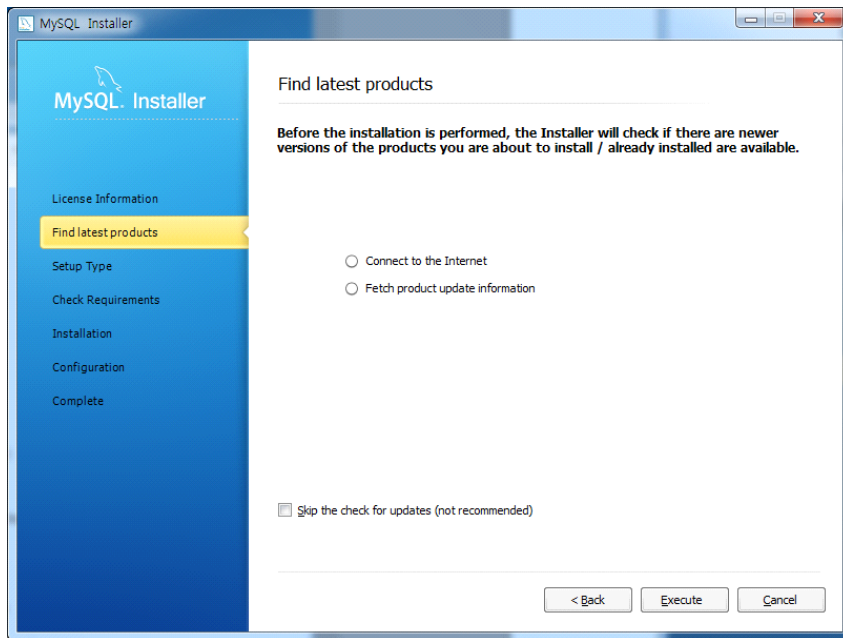 MySQL Installer
MySQL. Installer
License Information
Find latest products
Setup Type
Check Requirements
Installation
Configuration
Complete
Find latest products
Before the installation is performed, the Installer will check if there are newer
versions of the products you are about to install / already installed are available.
Connect to the Internet
Fetch product update information
Skip the check for updates (not recommended)
< Back
Execute
Cancel